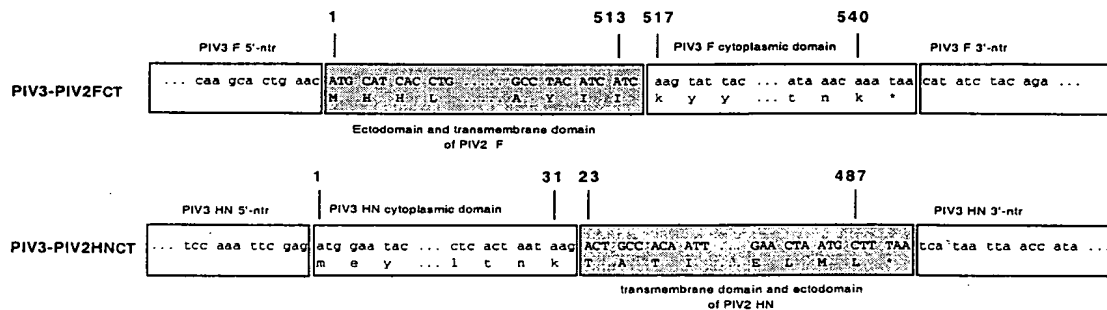 1 513 517 540
PIV3 F 5'-ntr PIV3 F cytoplasmic domain PIV3 F 3'-ntr
PIV3-PIV2FCT ... caa gca ctg aac ATG CAT CAC CTG ...... GCC TAC ATC ATC aag tat tac ... ata aac aaa taa cat atc tac aga ...
M H H L ...... A Y I I k y y ... t n k *
Ectodomain and transmembrane domain
of PIV2 F
1 31 23 487
PIV3 HN 5'-ntr PIV3 HN cytoplasmic domain PIV3 HN 3'-ntr
PIV3-PIV2HNCT ... tcc aaa ttc gag atg gaa tac ... ctc act aat aag ACT GCC ACA ATT ... GAA CTA ATG CTT TAA tca taa tta acc ata ...
m e y ... l t n k T A T I ... E L M L *
transmembrane domain and ectodomain
of PIV2 HN